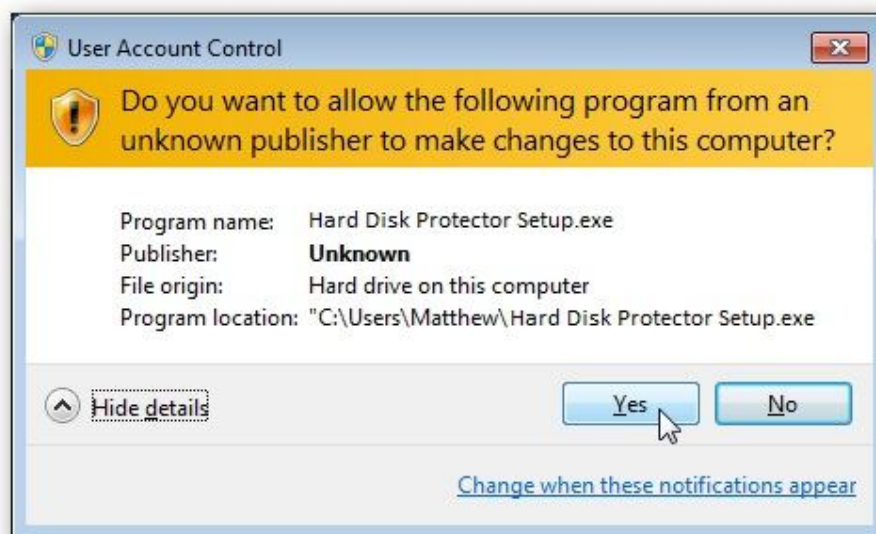 User Account Control
Do you want to allow the following program from an
unknown publisher to make changes to this computer?
Program name: Hard Disk Protector Setup.exe
Publisher: Unknown
File origin: Hard drive on this computer
Program location: "C:\Users\Matthew\Hard Disk Protector Setup.exe
Hide details
Yes
No
Change when these notifications appear